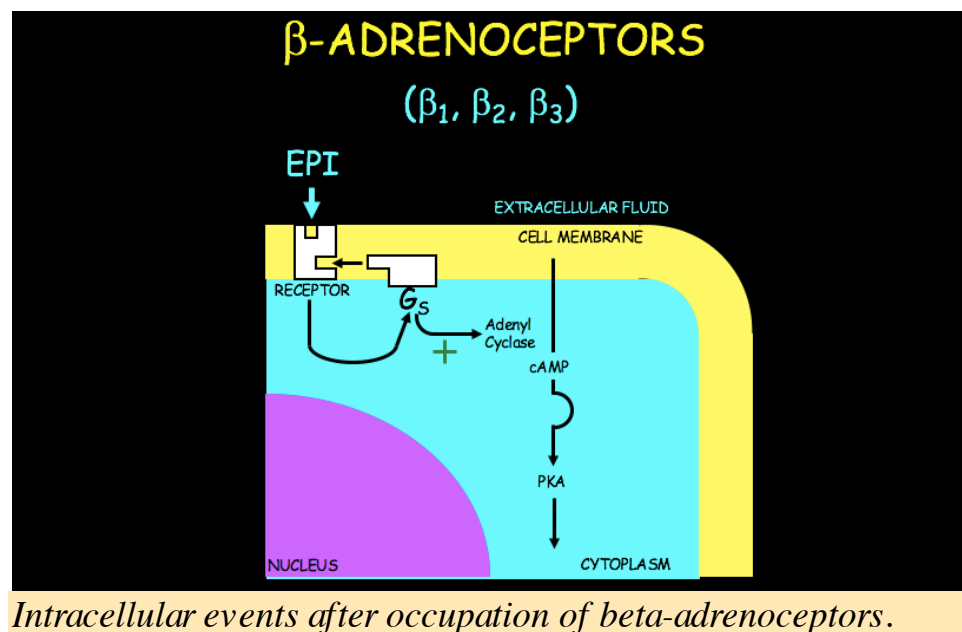 β-ADRENOCEPTORS
(β₁, β₂, β₃)
EPI
EXTRACELLULAR FLUID
CELL MEMBRANE
RECEPTOR
Gs
+
Adenyl
Cyclase
cAMP
PKA
NUCLEUS
CYTOPLASM
Intracellular events after occupation of beta-adrenoceptors.